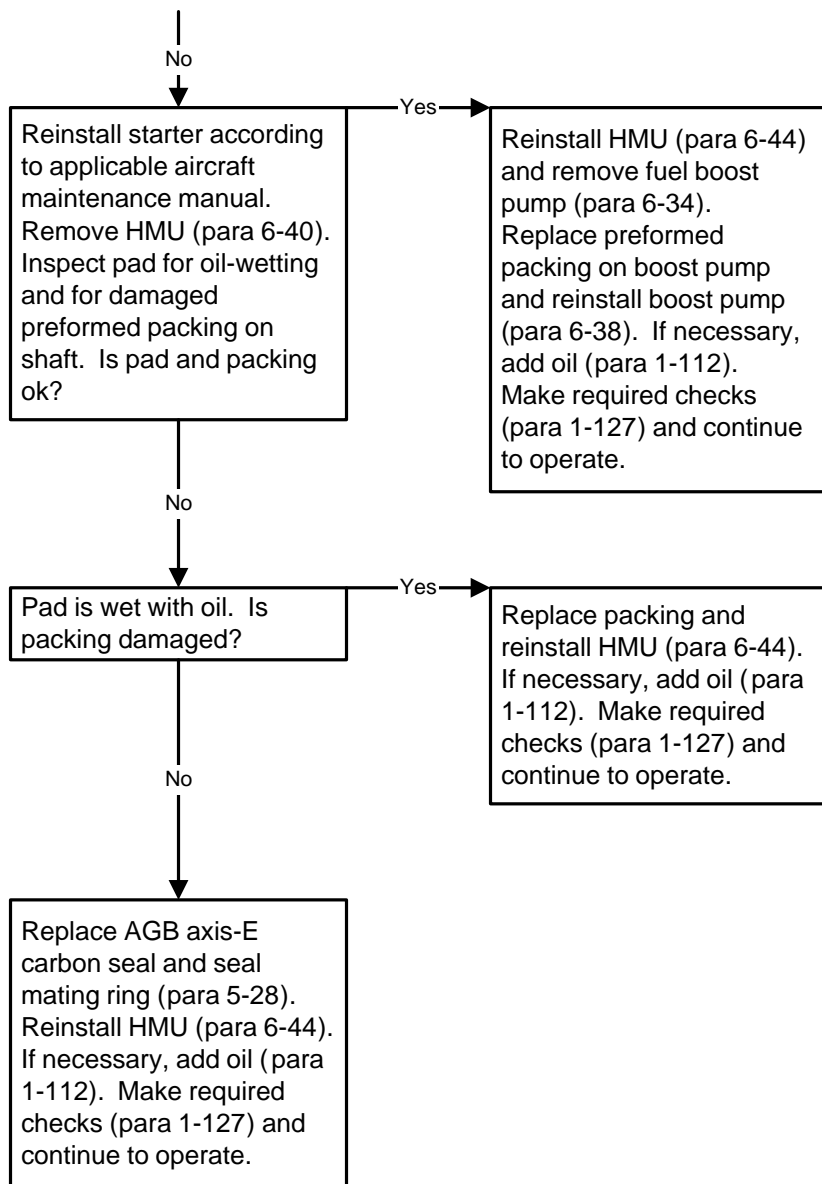 No
Reinstall starter according
to applicable aircraft
maintenance manual.
Remove HMU (para 6-40).
Inspect pad for oil-wetting
and for damaged
preformed packing on
shaft.  Is pad and packing
ok?
Yes
Reinstall HMU (para 6-44)
and remove fuel boost
pump (para 6-34).
Replace preformed
packing on boost pump
and reinstall boost pump
(para 6-38).  If necessary,
add oil (para 1-112).
Make required checks
(para 1-127) and continue
to operate.
No
Pad is wet with oil.  Is
packing damaged?
Yes
Replace packing and
reinstall HMU (para 6-44).
If necessary, add oil (para
1-112).  Make required
checks (para 1-127) and
continue to operate.
No
Replace AGB axis-E
carbon seal and seal
mating ring (para 5-28).
Reinstall HMU (para 6-44).
If necessary, add oil (para
1-112).  Make required
checks (para 1-127) and
continue to operate.